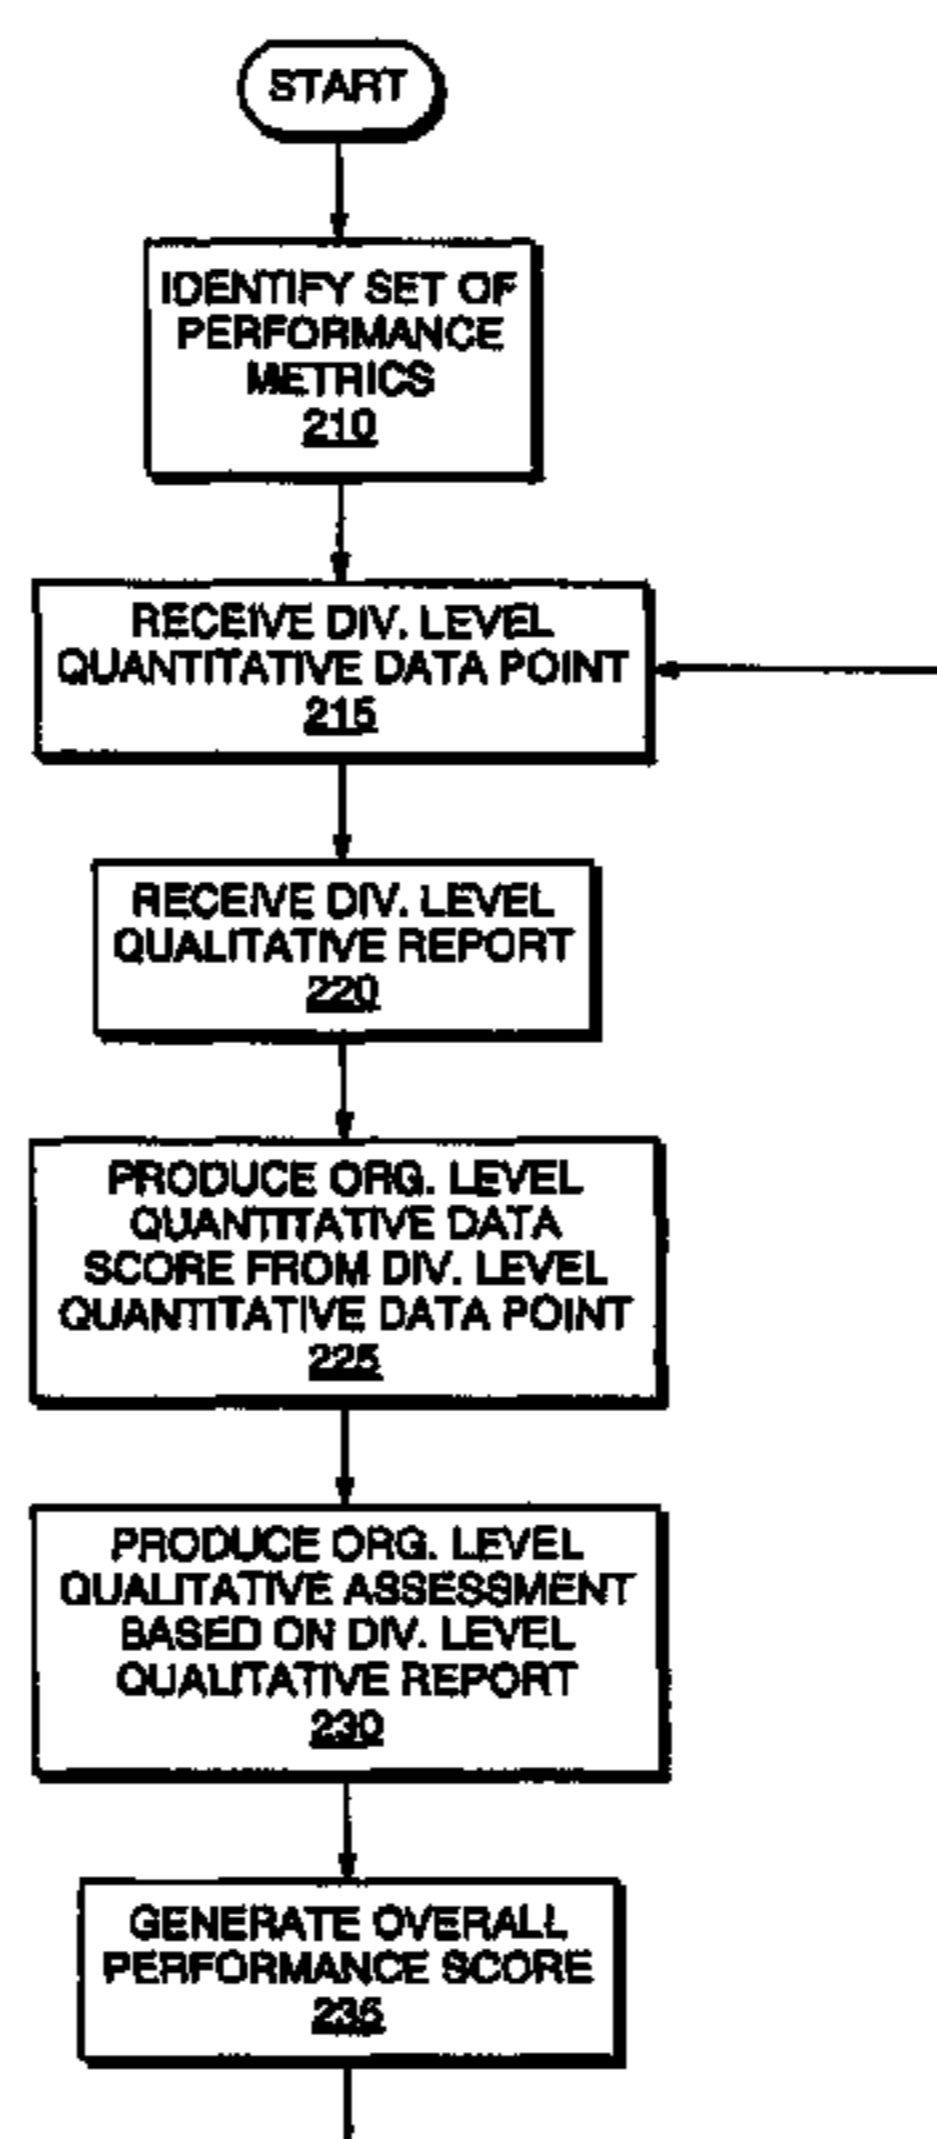 START
IDENTIFY SET OF
PERFORMANCE
METRICS
210
RECEIVE DIV. LEVEL
QUANTITATIVE DATA POINT
215
RECEIVE DIV. LEVEL
QUALITATIVE REPORT
220
PRODUCE ORG. LEVEL
QUANTITATIVE DATA
SCORE FROM DIV. LEVEL
QUANTITATIVE DATA POINT
225
PRODUCE ORG. LEVEL
QUALITATIVE ASSESSMENT
BASED ON DIV. LEVEL
QUALITATIVE REPORT
230
GENERATE OVERALL
PERFORMANCE SCORE
235